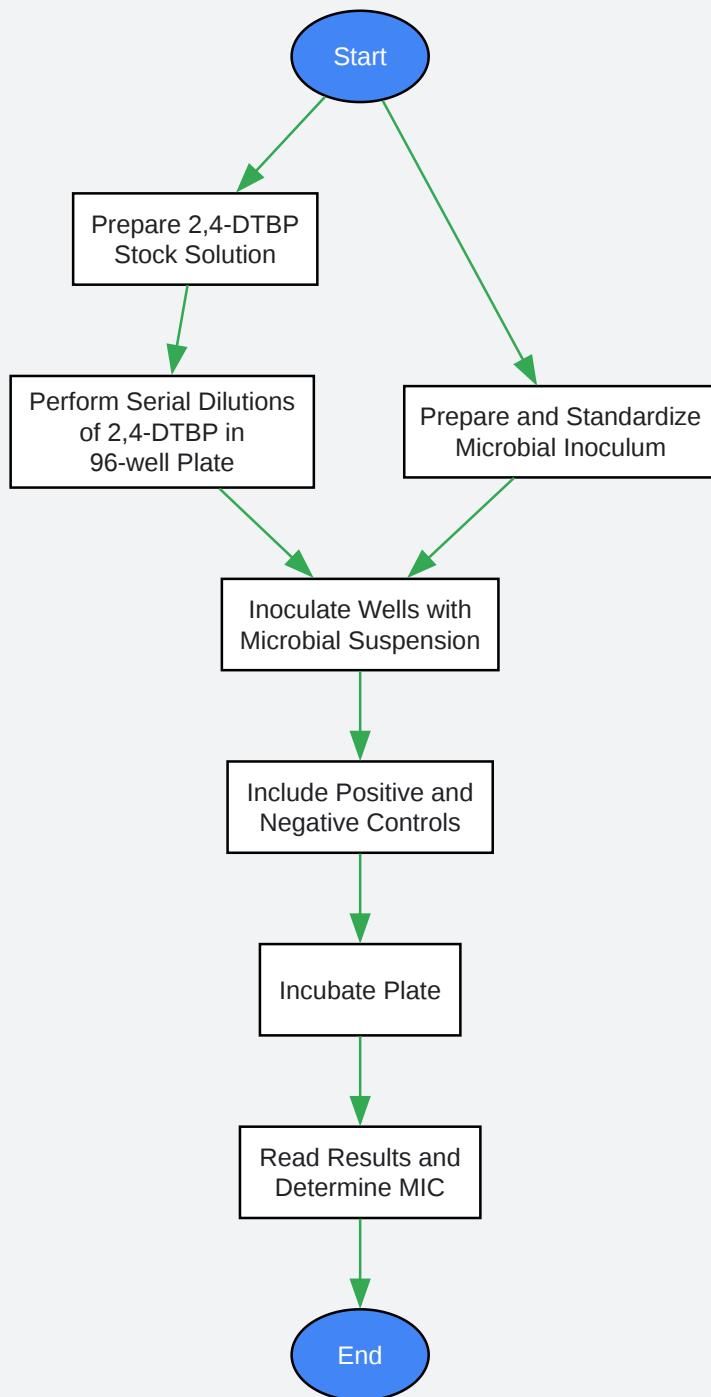 Start
Prepare 2,4-DTBP
Stock Solution
Perform Serial Dilutions
of 2,4-DTBP in
96-well Plate
Prepare and Standardize
Microbial Inoculum
Inoculate Wells with
Microbial Suspension
Include Positive and
Negative Controls
Incubate Plate
Read Results and
Determine MIC
End